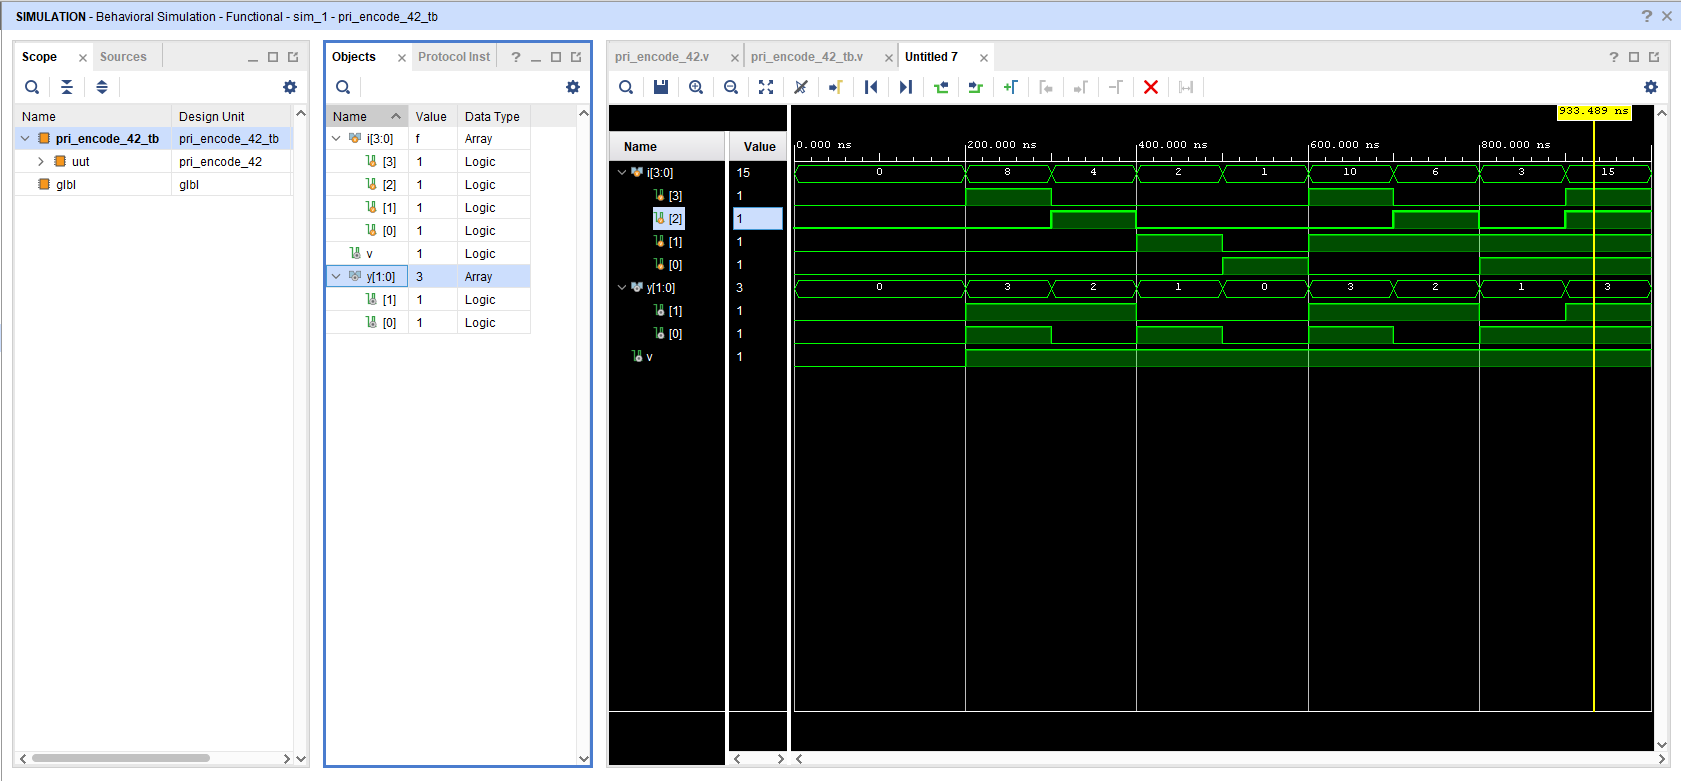 SIMULATION - Behavioral Simulation - Functional - sim_1 - pri_encode_42_tb
Scope
Sources
Name Design Unit
pri_encode_42_tb pri_encode_42_tb
uut pri_encode_42
glbl glbl
Objects
Protocol Inst
Name Value Data Type
i[3:0] f Array
[3] 1 Logic
[2] 1 Logic
[1] 1 Logic
[0] 1 Logic
v 1 Logic
y[1:0] 3 Array
[1] 1 Logic
[0] 1 Logic
pri_encode_42.v
pri_encode_42_tb.v
Untitled 7
933.489 ns
Name Value
0.000 ns 200.000 ns 400.000 ns 600.000 ns 800.000 ns
i[3:0] 15 0 8 4 2 1 10 6 3 15
[3] 1
[2] 1
[1] 1
[0] 1
y[1:0] 3 0 3 2 1 0 3 2 1 3
[1] 1
[0] 1
v 1